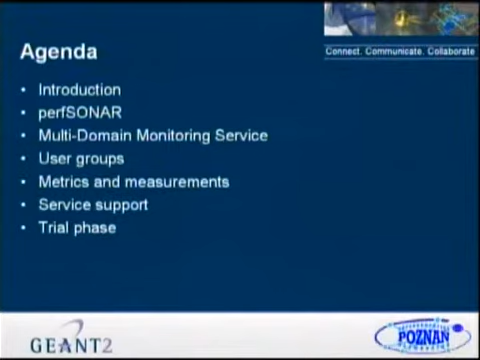 Connect. Communicate. Collaborate
Agenda
• Introduction
• perfSONAR
• Multi-Domain Monitoring Service
• User groups
• Metrics and measurements
• Service support
• Trial phase
GEANT2
POZNAŃ